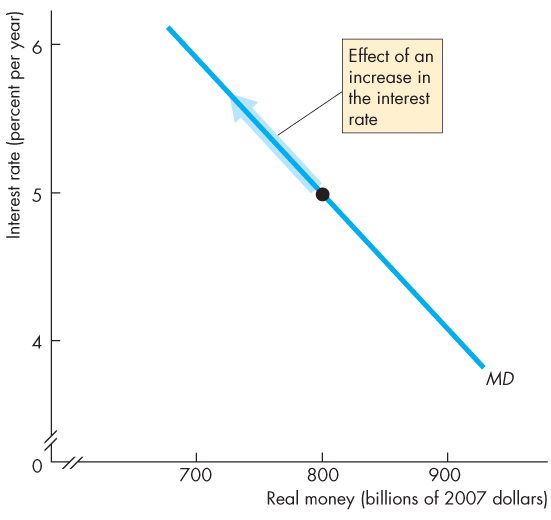 Interest rate (percent per year)
6
5
4
0
Effect of an
increase in
the interest
rate
MD
700 800 900
Real money (billions of 2007 dollars)